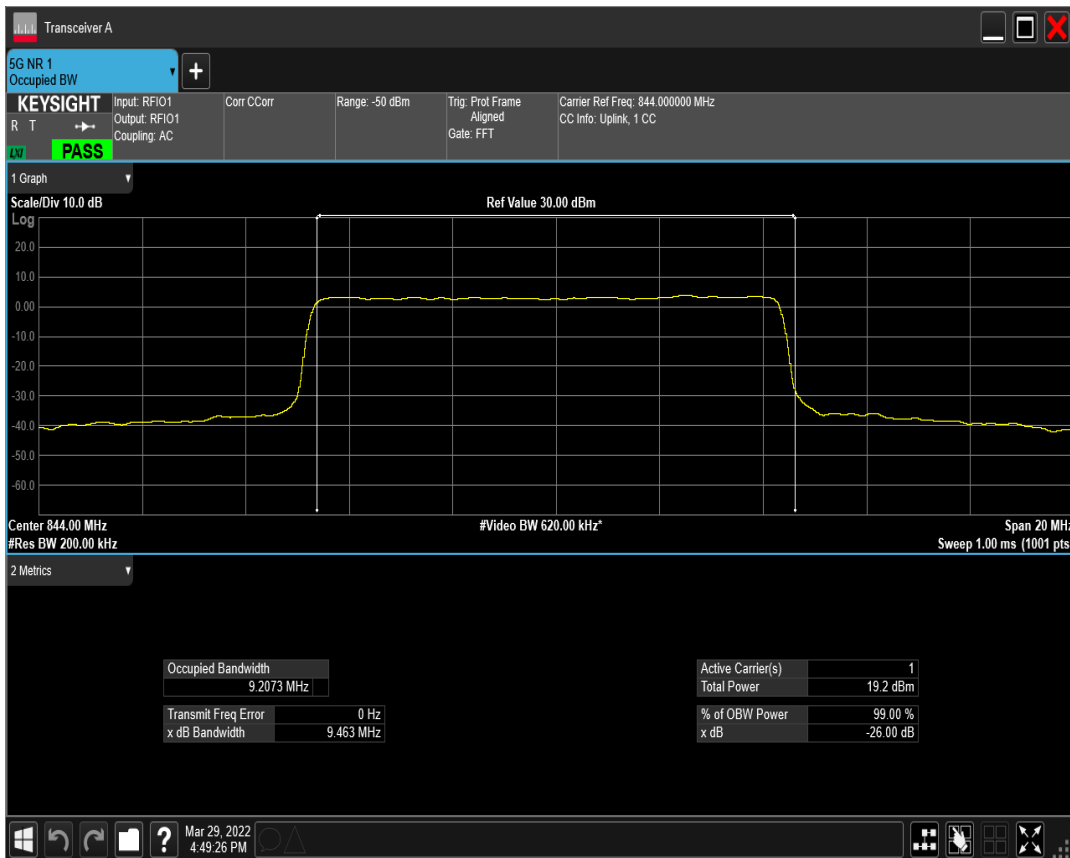 Transceiver A
5G NR 1
Occupied BW
KEYSIGHT
R T
LXI
PASS
Input: RFIO1
Output: RFIO1
Coupling: AC
Corr CCorr
Range: -50 dBm
Trig: Prot Frame
Aligned
Gate: FFT
Carrier Ref Freq: 844.000000 MHz
CC Info: Uplink, 1 CC
1 Graph
Scale/Div 10.0 dB
Ref Value 30.00 dBm
Log
20.0
10.0
0.00
-10.0
-20.0
-30.0
-40.0
-50.0
-60.0
Center 844.00 MHz
#Video BW 620.00 kHz*
Span 20 MHz
#Res BW 200.00 kHz
Sweep 1.00 ms (1001 pts
2 Metrics
Occupied Bandwidth
9.2073 MHz
Transmit Freq Error 0 Hz
x dB Bandwidth 9.463 MHz
Active Carrier(s) 1
Total Power 19.2 dBm
% of OBW Power 99.00 %
x dB -26.00 dB
?
Mar 29, 2022
4:49:26 PM